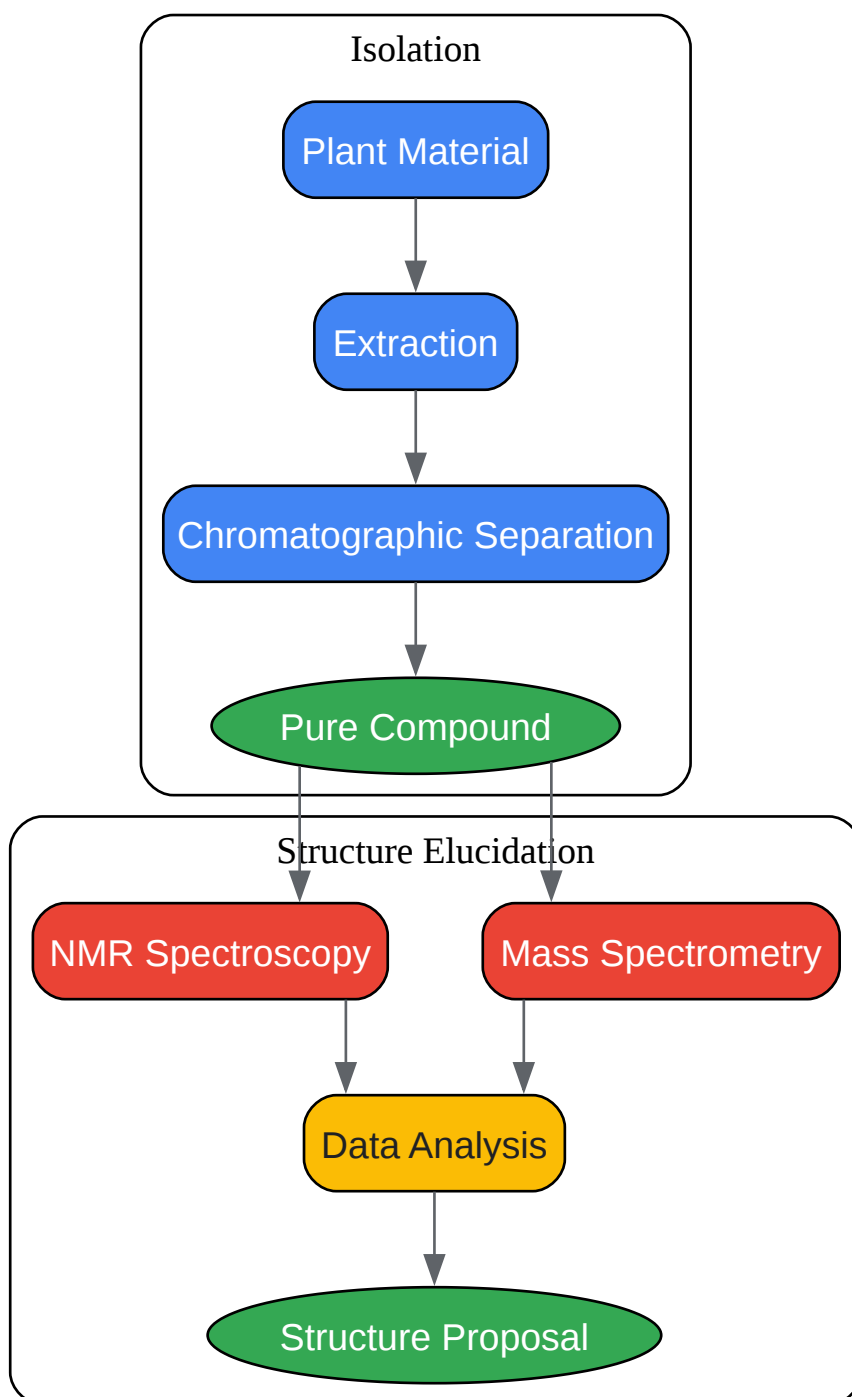 Isolation
Plant Material
Extraction
Chromatographic Separation
Pure Compound
Structure Elucidation
NMR Spectroscopy
Mass Spectrometry
Data Analysis
Structure Proposal